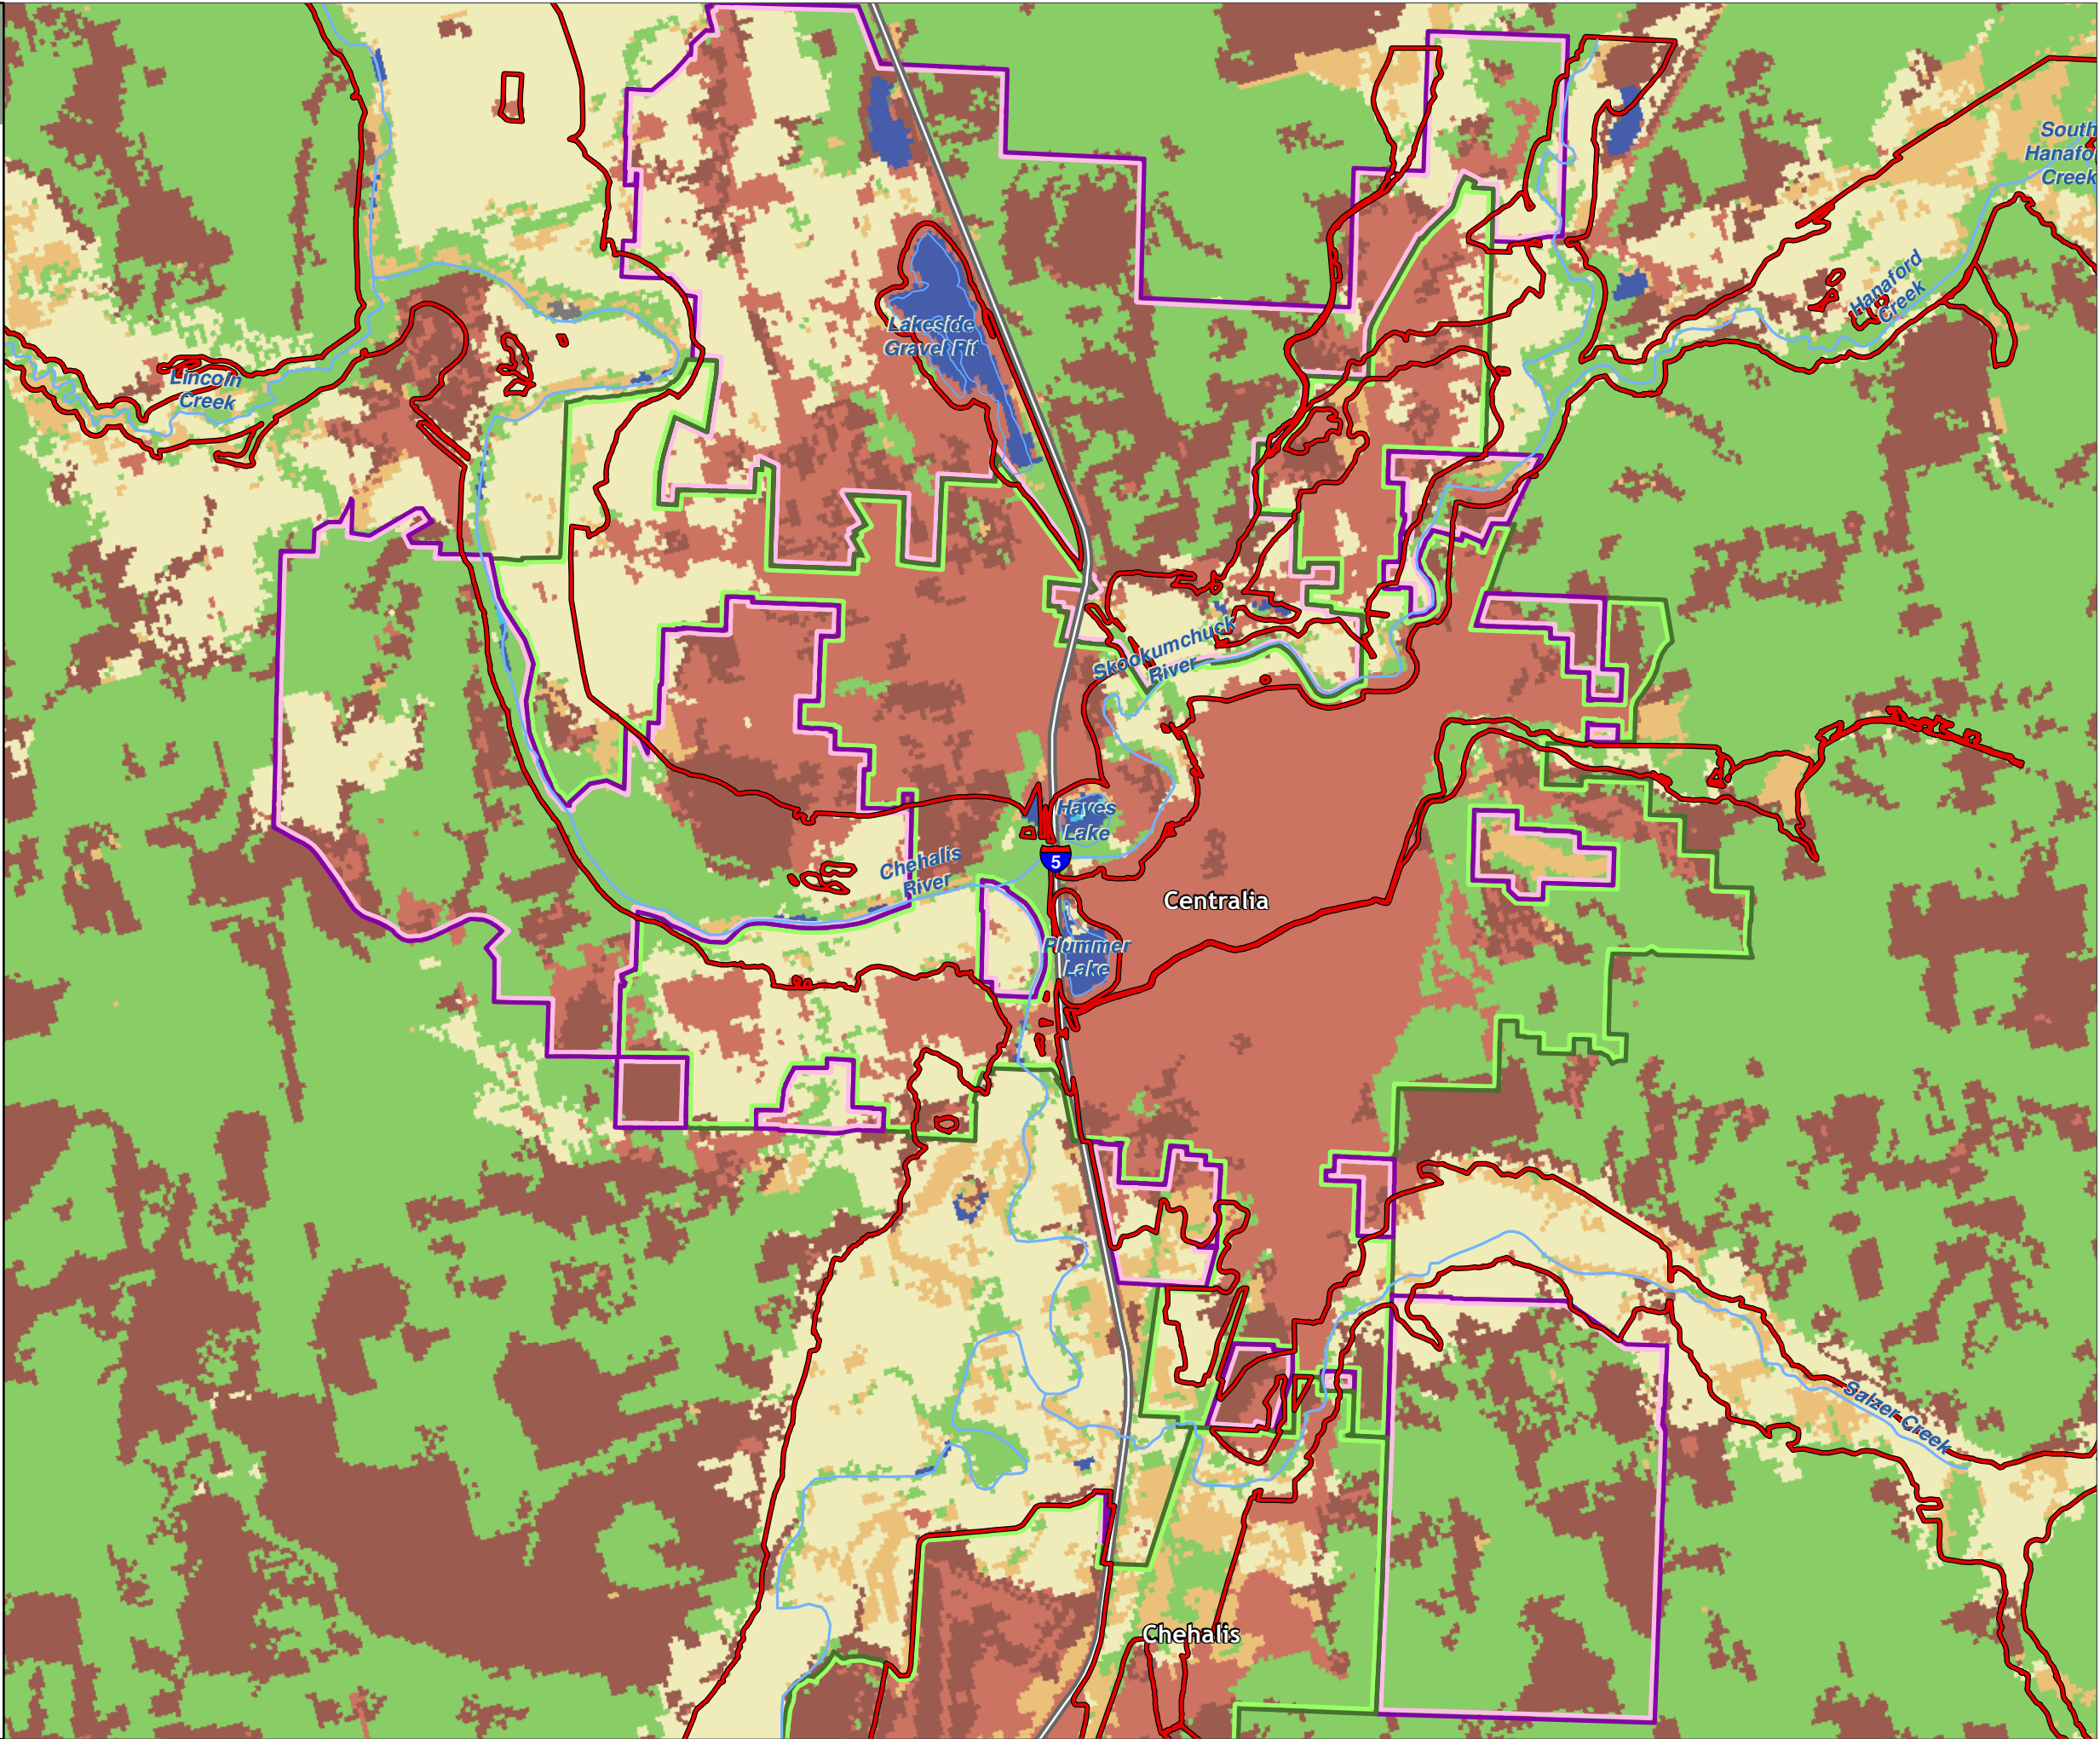 South
Hanafo
Creek
Hanaford
Creek
Lakeside
Gravel Pit
Lincoln
Creek
Skookumchuck
River
Hayes
Lake
5
Chehalis
River
Centralia
Plummer
Lake
Salzer Creek
Chehalis